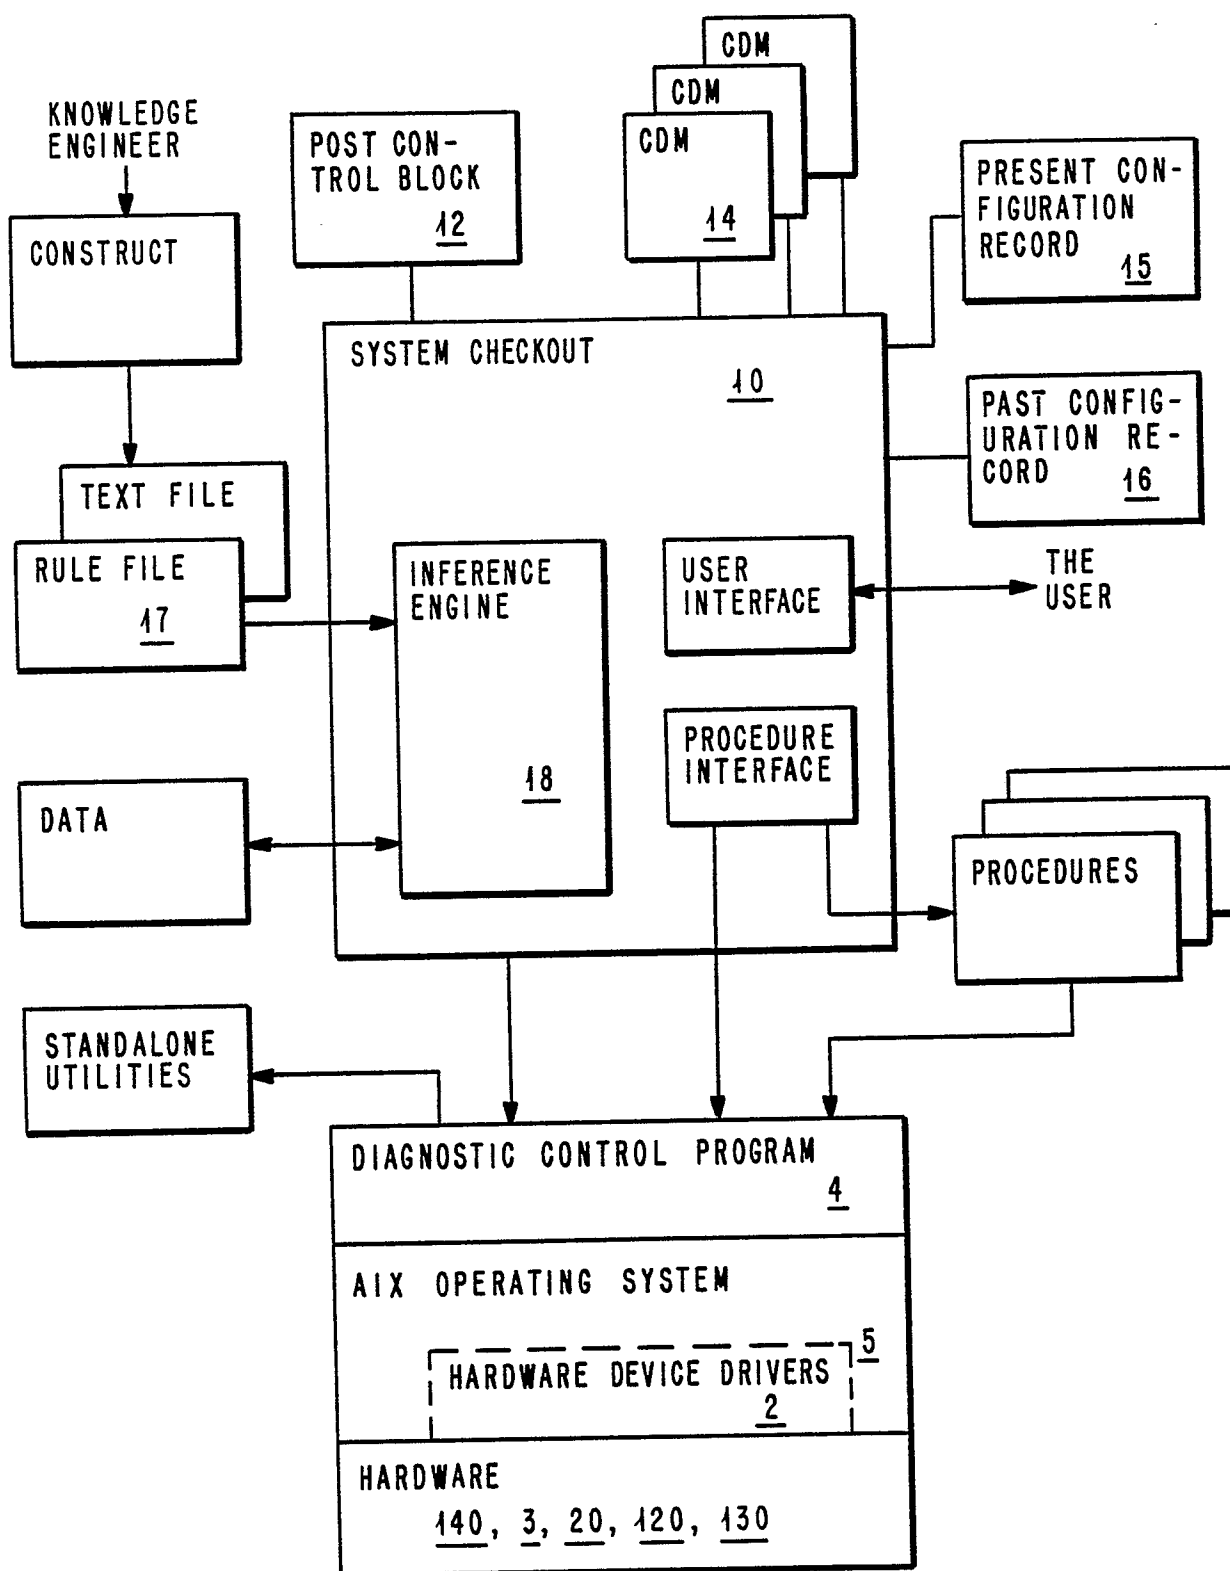 KNOWLEDGE
ENGINEER
CONSTRUCT
POST CON-
TROL BLOCK
12
CDM
CDM
CDM
14
PRESENT CON-
FIGURATION
RECORD
15
SYSTEM CHECKOUT
10
PAST CONFIG-
URATION RE-
CORD
16
TEXT FILE
RULE FILE
17
INFERENCE
ENGINE
18
USER
INTERFACE
THE
USER
PROCEDURE
INTERFACE
DATA
PROCEDURES
STANDALONE
UTILITIES
DIAGNOSTIC CONTROL PROGRAM
4
AIX OPERATING SYSTEM
5
HARDWARE DEVICE DRIVERS
2
HARDWARE
140, 3, 20, 120, 130